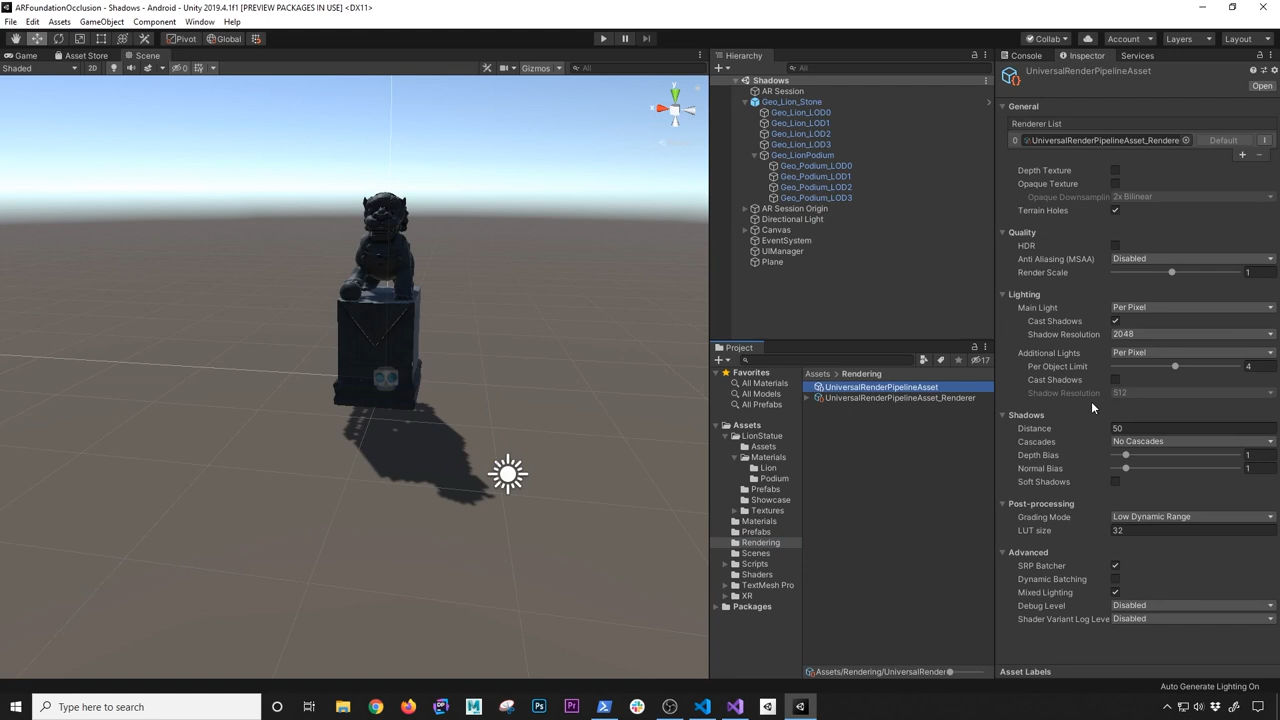 ARFoundationOcclusion - Shadows - Android - Unity 2019.4.1f1 [PREVIEW PACKAGES IN USE] <DX11>
File Edit Assets GameObject Component Window Help
Pivot Global Collab Account Layers Layout
Game Asset Store Scene
Shaded 2D 0 Gizmos All
Hierarchy
All
Shadows
AR Session
Geo_Lion_Stone
Geo_Lion_LOD0
Geo_Lion_LOD1
Geo_Lion_LOD2
Geo_Lion_LOD3
Geo_LionPodium
Geo_Podium_LOD0
Geo_Podium_LOD1
Geo_Podium_LOD2
Geo_Podium_LOD3
AR Session Origin
Directional Light
Canvas
EventSystem
UIManager
Plane
Project
17
Favorites
All Materials
All Models
All Prefabs
Assets
LionStatue
Assets
Materials
Lion
Podium
Prefabs
Showcase
Textures
Materials
Prefabs
Rendering
Scenes
Scripts
Shaders
TextMesh Pro
XR
Packages
Assets > Rendering
UniversalRenderPipelineAsset
UniversalRenderPipelineAsset_Renderer
Assets/Rendering/UniversalRender
Console Inspector Services
UniversalRenderPipelineAsset
Open
General
Renderer List
0 UniversalRenderPipelineAsset_Rendere Default
Depth Texture
Opaque Texture
Opaque Downsamplin 2x Bilinear
Terrain Holes
Quality
HDR
Anti Aliasing (MSAA) Disabled
Render Scale 1
Lighting
Main Light Per Pixel
Cast Shadows
Shadow Resolution 2048
Additional Lights Per Pixel
Per Object Limit 4
Cast Shadows
Shadow Resolution 512
Shadows
Distance 50
Cascades No Cascades
Depth Bias 1
Normal Bias 1
Soft Shadows
Post-processing
Grading Mode Low Dynamic Range
LUT size 32
Advanced
SRP Batcher
Dynamic Batching
Mixed Lighting
Debug Level Disabled
Shader Variant Log Leve Disabled
Asset Labels
Auto Generate Lighting On
Type here to search